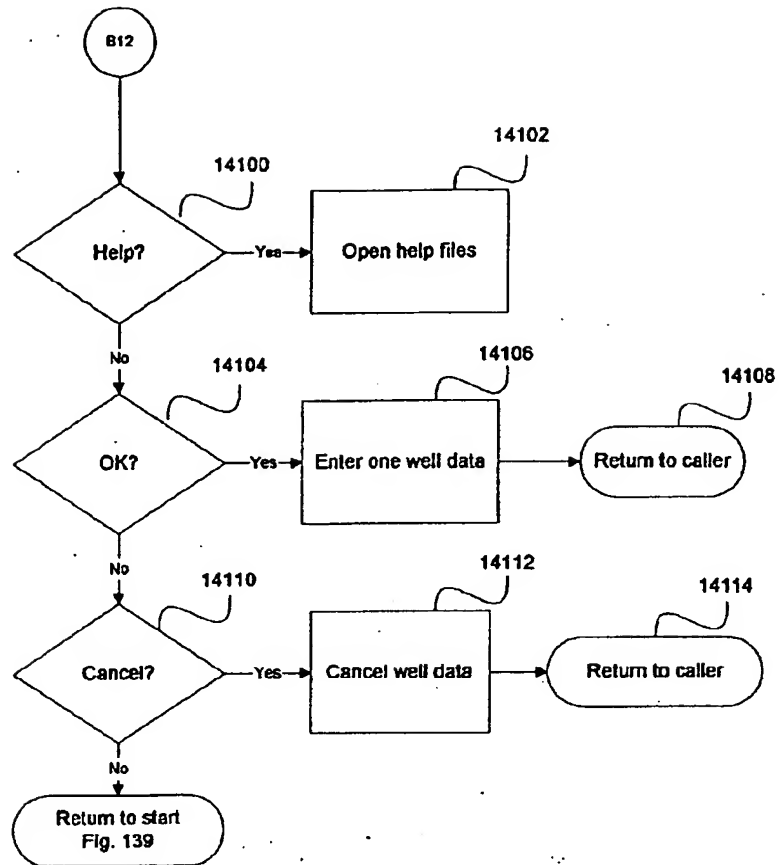 B12
14100
14102
Help?
Yes
Open help files
No
14104
14106
14108
OK?
Yes
Enter one well data
Return to caller
No
14110
14112
14114
Cancel?
Yes
Cancel well data
Return to caller
No
Return to start
Fig. 139